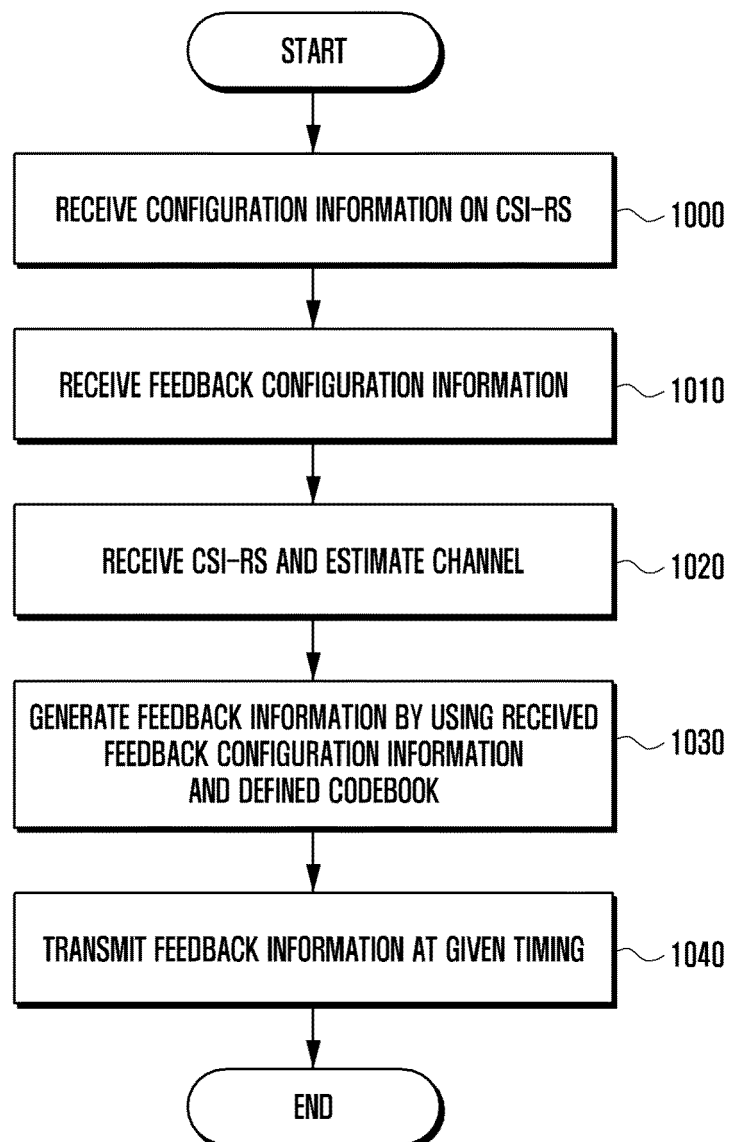 START
RECEIVE CONFIGURATION INFORMATION ON CSI-RS
1000
RECEIVE FEEDBACK CONFIGURATION INFORMATION
1010
RECEIVE CSI-RS AND ESTIMATE CHANNEL
1020
GENERATE FEEDBACK INFORMATION BY USING RECEIVED
FEEDBACK CONFIGURATION INFORMATION
AND DEFINED CODEBOOK
1030
TRANSMIT FEEDBACK INFORMATION AT GIVEN TIMING
1040
END